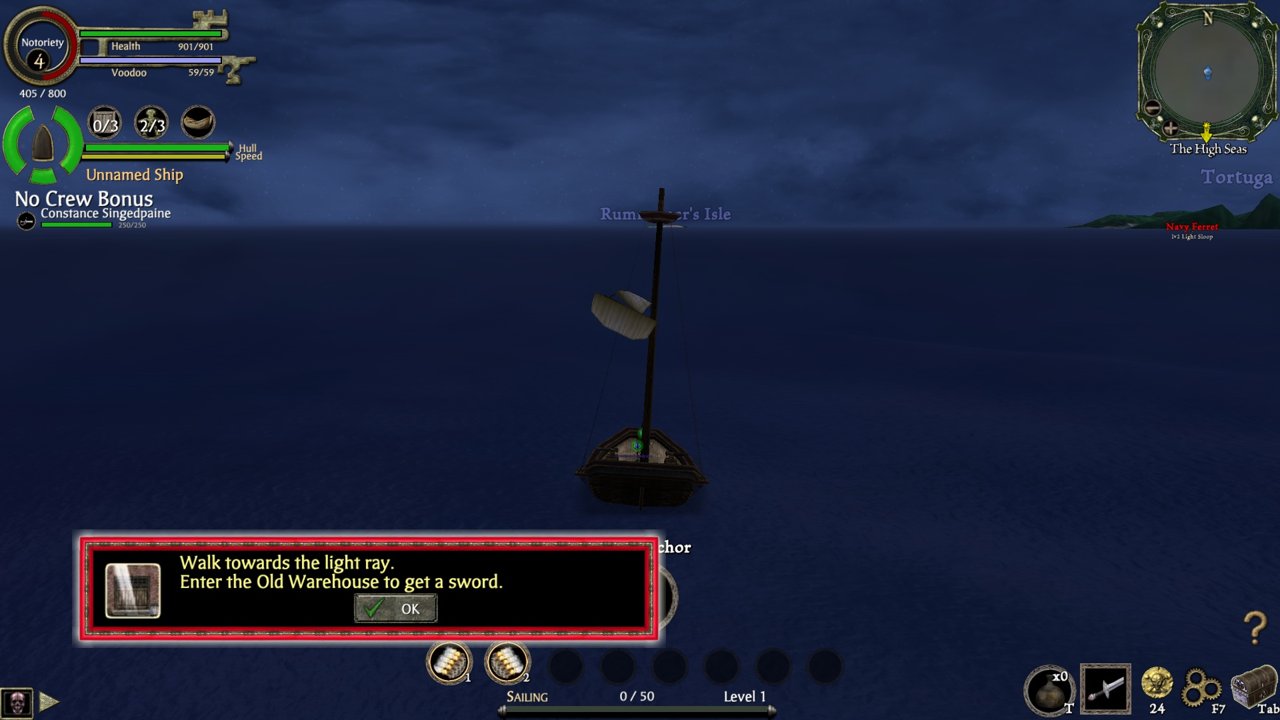 Notoriety
4
405 / 800
Health 901/901
Voodoo 59/59
0/3 2/3
Hull
Speed
Unnamed Ship
No Crew Bonus
Constance Singedpaine
250/250
N
The High Seas
Tortuga
Navy Ferret
lv2 Light Sloop
Walk towards the light ray.
Enter the Old Warehouse to get a sword.
OK
1 2
Sailing 0 / 50 Level 1
?
x0
T
24
F7
Tab